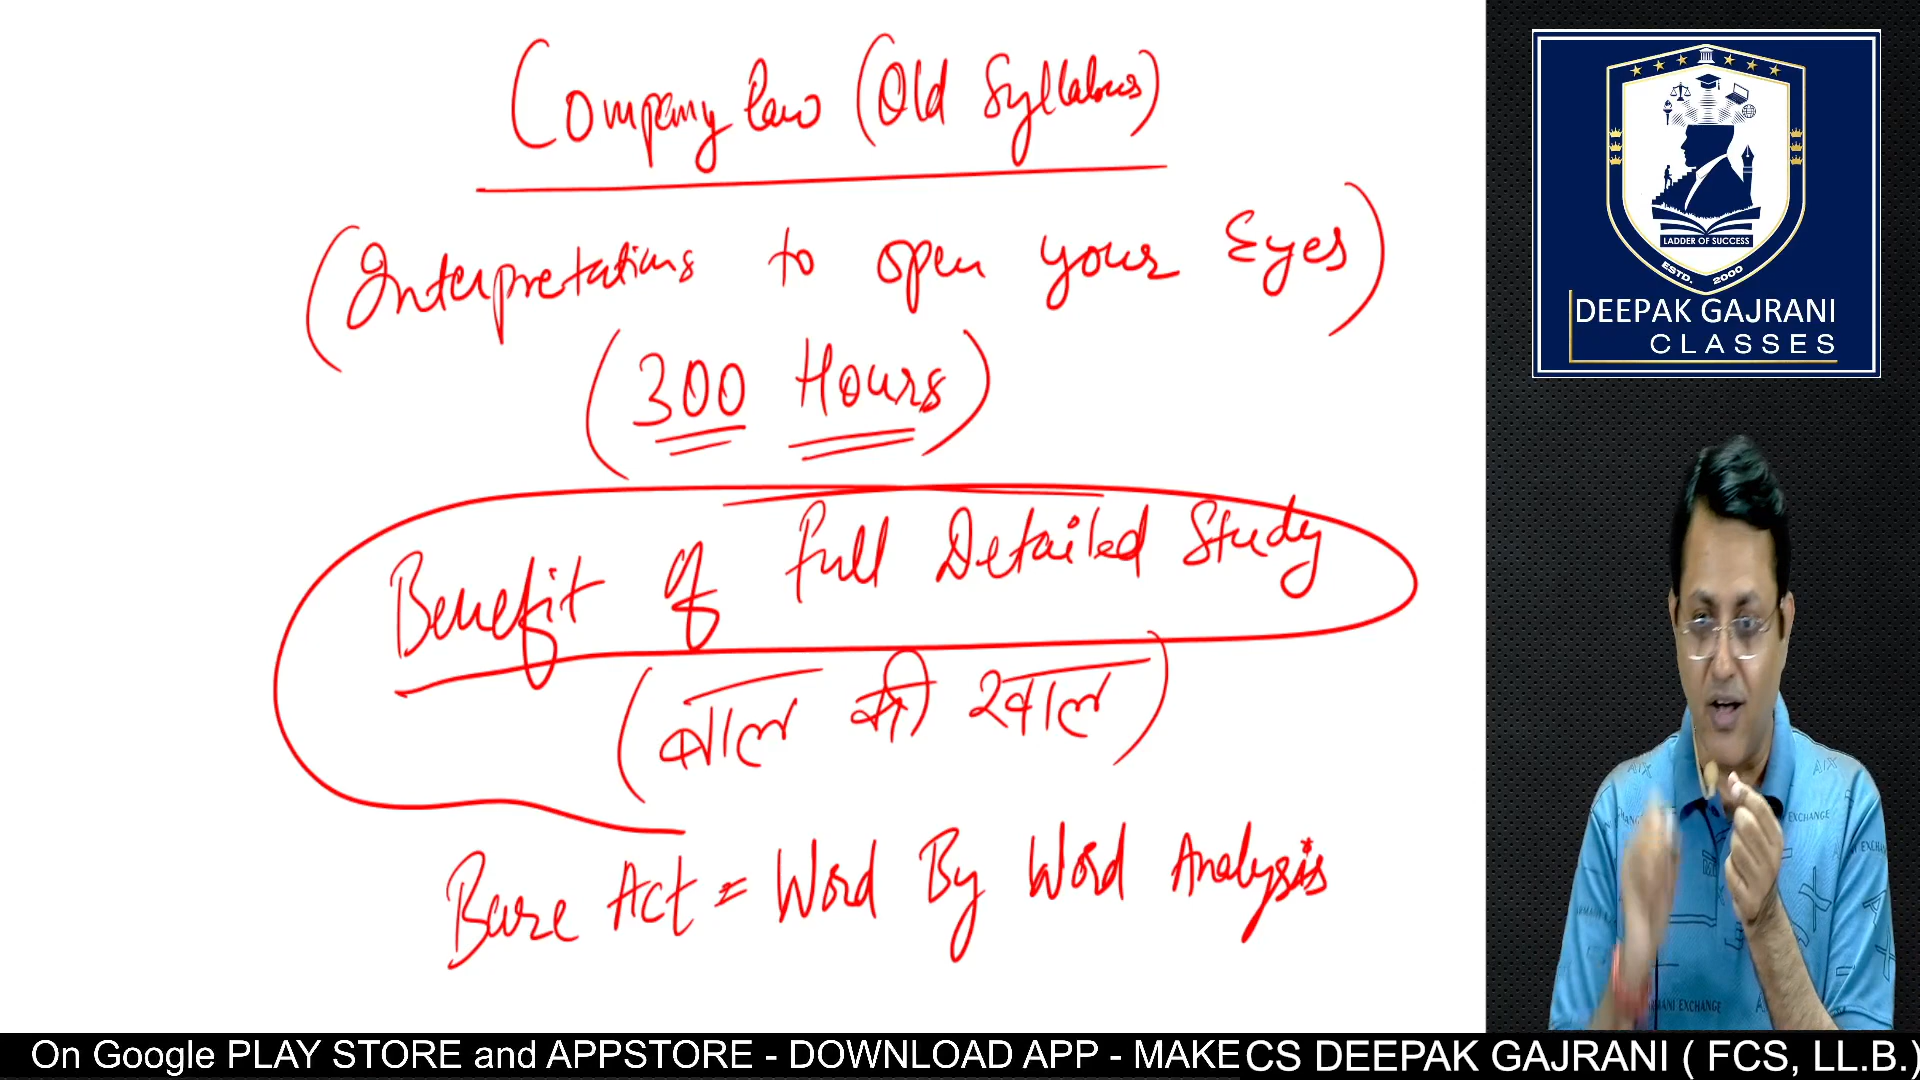 Company law (Old Syllabus)
(Interpretations to open your Eyes)
(300 Hours)
Benefit of Full Detailed Study
(बाल की खाल)
Bare Act = Word By Word Analysis
LADDER OF SUCCESS
ESTD. 2000
DEEPAK GAJRANI
CLASSES
On Google PLAY STORE and APPSTORE - DOWNLOAD APP - MAKE
CS DEEPAK GAJRANI ( FCS, LL.B.)